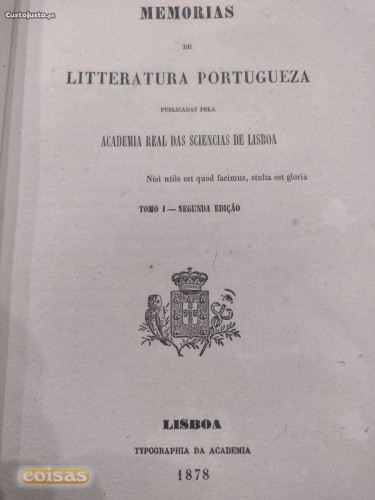 CustoJusto.pt
MEMORIAS
DE
LITTERATURA PORTUGUEZA
PUBLICADAS PELA
ACADEMIA REAL DAS SCIENCIAS DE LISBOA
Nisi utile est quod facimus, stulta est gloria
TOMO I — SEGUNDA EDIÇÃO
LISBOA
TYPOGRAPHIA DA ACADEMIA
1878
coisas